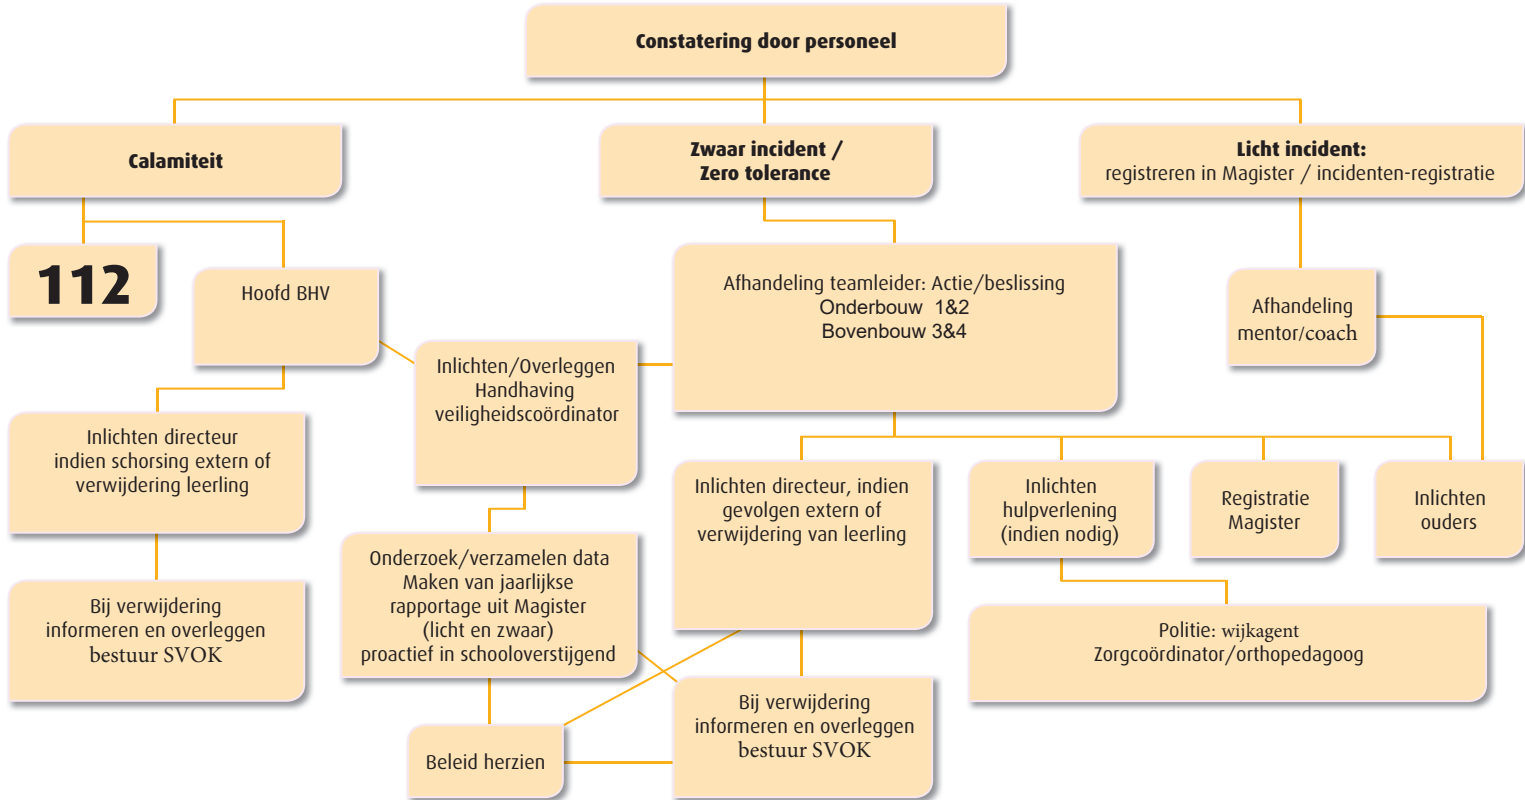 Constatering door personeel
Calamiteit
Zwaar incident /
Zero tolerance
Licht incident:
registreren in Magister / incidenten-registratie
112
Hoofd BHV
Afhandeling teamleider: Actie/beslissing
Onderbouw 1&2
Bovenbouw 3&4
Afhandeling
mentor/coach
Inlichten/Overleggen
Handhaving
veiligheidscoördinator
Inlichten directeur
indien schorsing extern of
verwijdering leerling
Inlichten directeur, indien
gevolgen extern of
verwijdering van leerling
Inlichten
hulpverlening
(indien nodig)
Registratie
Magister
Inlichten
ouders
Onderzoek/verzamelen data
Maken van jaarlijkse
rapportage uit Magister
(licht en zwaar)
proactief in schooloverstijgend
Bij verwijdering
informeren en overleggen
bestuur SVOK
Politie: wijkagent
Zorgcoördinator/orthopedagoog
Bij verwijdering
informeren en overleggen
bestuur SVOK
Beleid herzien